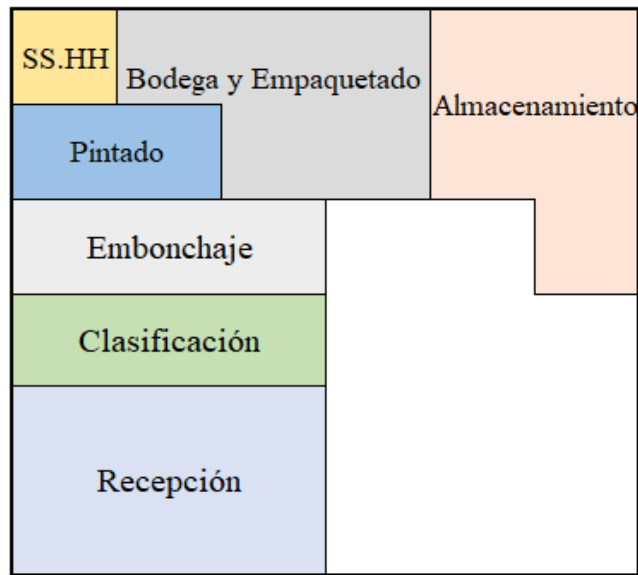 SS.HH
Bodega y Empaquetado
Almacenamiento
Pintado
Embonchaje
Clasificación
Recepción